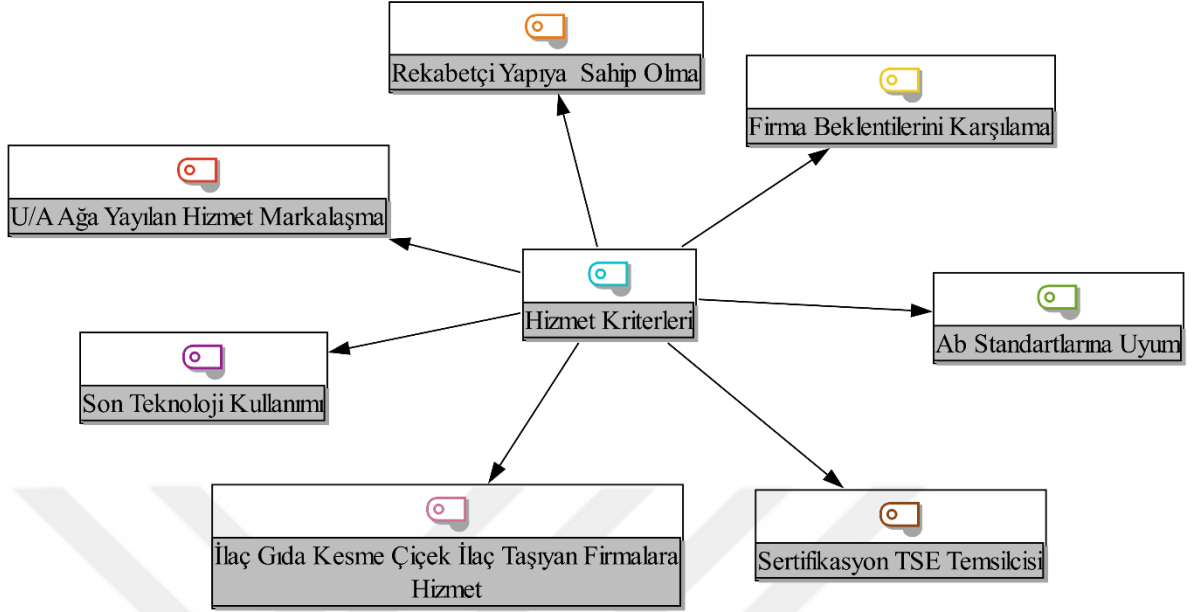 Rekabetçi Yapıya Sahip Olma
Firma Beklentilerini Karşılama
U/A Ağa Yayılan Hizmet Markalaşma
Hizmet Kriterleri
Ab Standartlarına Uyum
Son Teknoloji Kullanımı
İlaç Gıda Kesme Çiçek İlaç Taşıyan Firmalara
Hizmet
Sertifikasyon TSE Temsilcisi